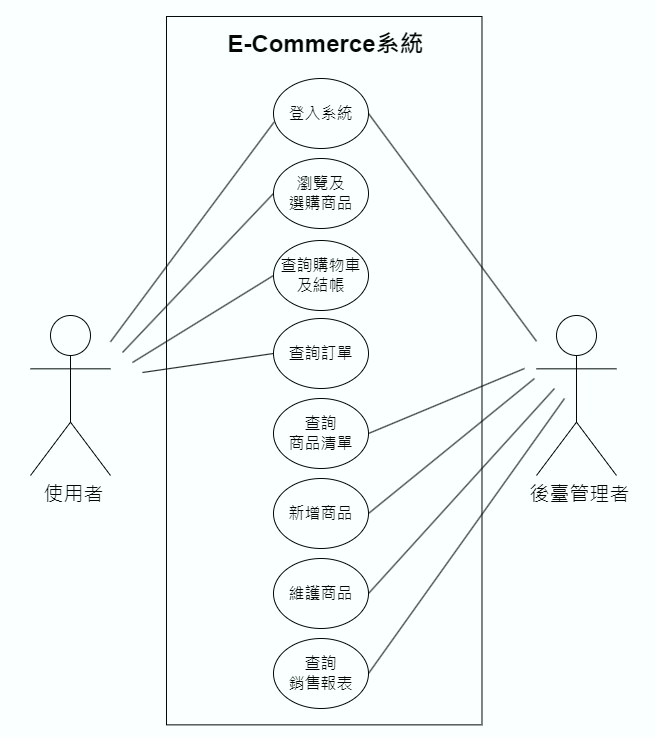 E-Commerce系統
登入系統
瀏覽及
選購商品
查詢購物車
及結帳
查詢訂單
查詢
商品清單
新增商品
維護商品
查詢
銷售報表
使用者
後臺管理者